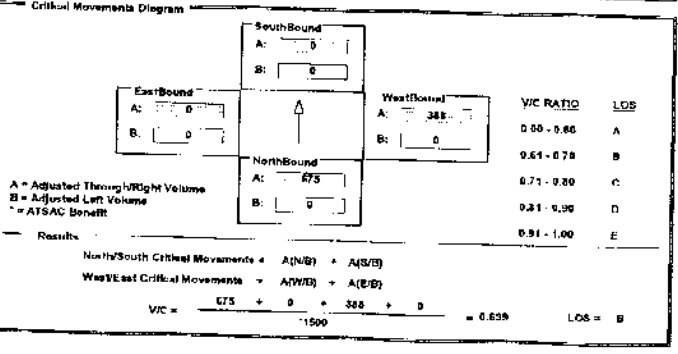 Critical Movements Diagram
SouthBound
A: 0
B: 0
EastBound
A: 0
B: 0
WestBound
A: 388
B: 0
NorthBound
A: 675
B: 0
V/C RATIO LOS
0.00 - 0.60 A
0.61 - 0.70 B
0.71 - 0.80 C
0.81 - 0.90 D
0.91 - 1.00 E
A = Adjusted Through/Right Volume
B = Adjusted Left Volume
* = ATSAC Benefit
Results
North/South Critical Movements = A(N/B) + A(S/B)
West/East Critical Movements = A(W/B) + A(E/B)
V/C = 675 + 0 + 388 + 0 = 0.639 LOS = B
*1500